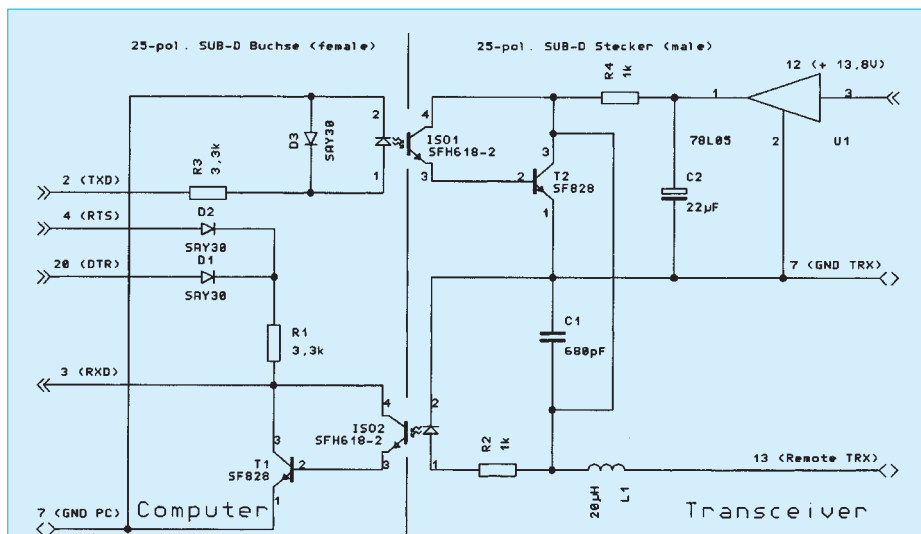 25-pol. SUB-D Buchse (female)
25-pol. SUB-D Stecker (male)
12 (+ 13,8V)
R4
1k
1
3
78L05
2
U1
D3
SAY30
2
1
4
ISO1
SFH618-2
3
R3
3,3k
2 (TXD)
3
T2
SF828
2
1
C2
22µF
4 (RTS)
D2
SAY30
20 (DTR)
D1
SAY30
7 (GND TRX)
R1
3,3k
C1
680pF
3 (RXD)
4
ISO2
SFH618-2
2
3
1
R2
1k
13 (Remote TRX)
3
T1
SF828
2
1
20µH
L1
7 (GND PC)
Computer
Transceiver